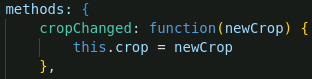 methods: {
    cropChanged: function(newCrop) {
        this.crop = newCrop
    },